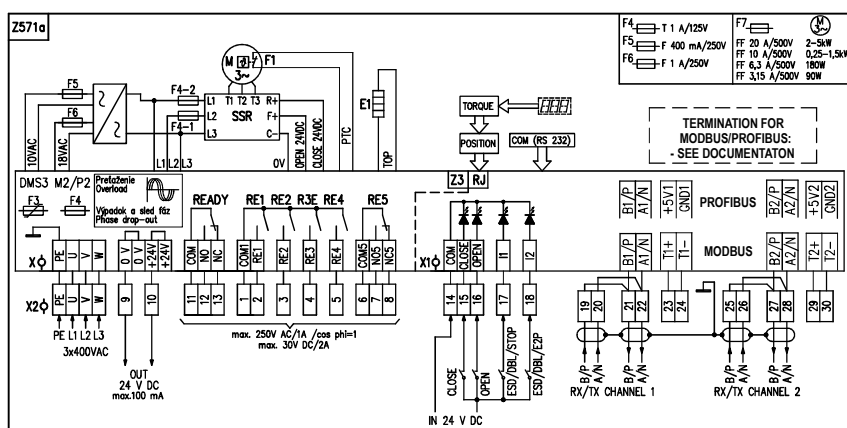 Z571a
F4 T 1 A/125V
F5 F 400 mA/250V
F6 F 1 A/250V
F7 M 3~
FF 20 A/500V 2-5kW
FF 10 A/500V 0,25-1,5kW
FF 6,3 A/500V 180W
FF 3,15 A/500V 90W
M 3~ F1
F5
F6
F4-2
F4-1
T1 T2 T3
L1 R+
L2 SSR F+
L3 C-
E1
TORQUE
POSITION
COM (RS 232)
TERMINATION FOR
MODBUS/PROFIBUS:
- SEE DOCUMENTATON
10VAC
18VAC
L1 L2 L3
0V
OPEN 24VDC
CLOSE 24VDC
PTC
TOP
DMS3 M2/P2
F3
F4
Preťaženie
Overload
Výpadok a sled fáz
Phase drop-out
READY
RE1 RE2 R3E RE4
RE5
Z3 RJ
B1/P
A1/N
+5V1
GND1
PROFIBUS
B2/P
A2/N
+5V2
GND2
X
PE
U
V
W
0 V
0 V
+24V
+24V
COM
NO
NC
COM1
RE1
RE2
RE3
RE4
COM5
NO5
NC5
X1
COM
CLOSE
OPEN
I1
I2
B1/P
A1/N
T1+
T1-
MODBUS
B2/P
A2/N
T2+
T2-
X2
PE
U
V
W
9
10
11
12
13
1
2
3
4
5
6
7
8
14
15
16
17
18
19
20
21
22
23
24
25
26
27
28
29
30
PE L1 L2 L3
3x400VAC
OUT
24 V DC
max.100 mA
max. 250V AC/1A /cos phi=1
max. 30V DC/2A
CLOSE
OPEN
ESD/DBL/STOP
ESD/DBL/E2P
IN 24 V DC
B/P
A/N
B/P
A/N
RX/TX CHANNEL 1
B/P
A/N
B/P
A/N
RX/TX CHANNEL 2